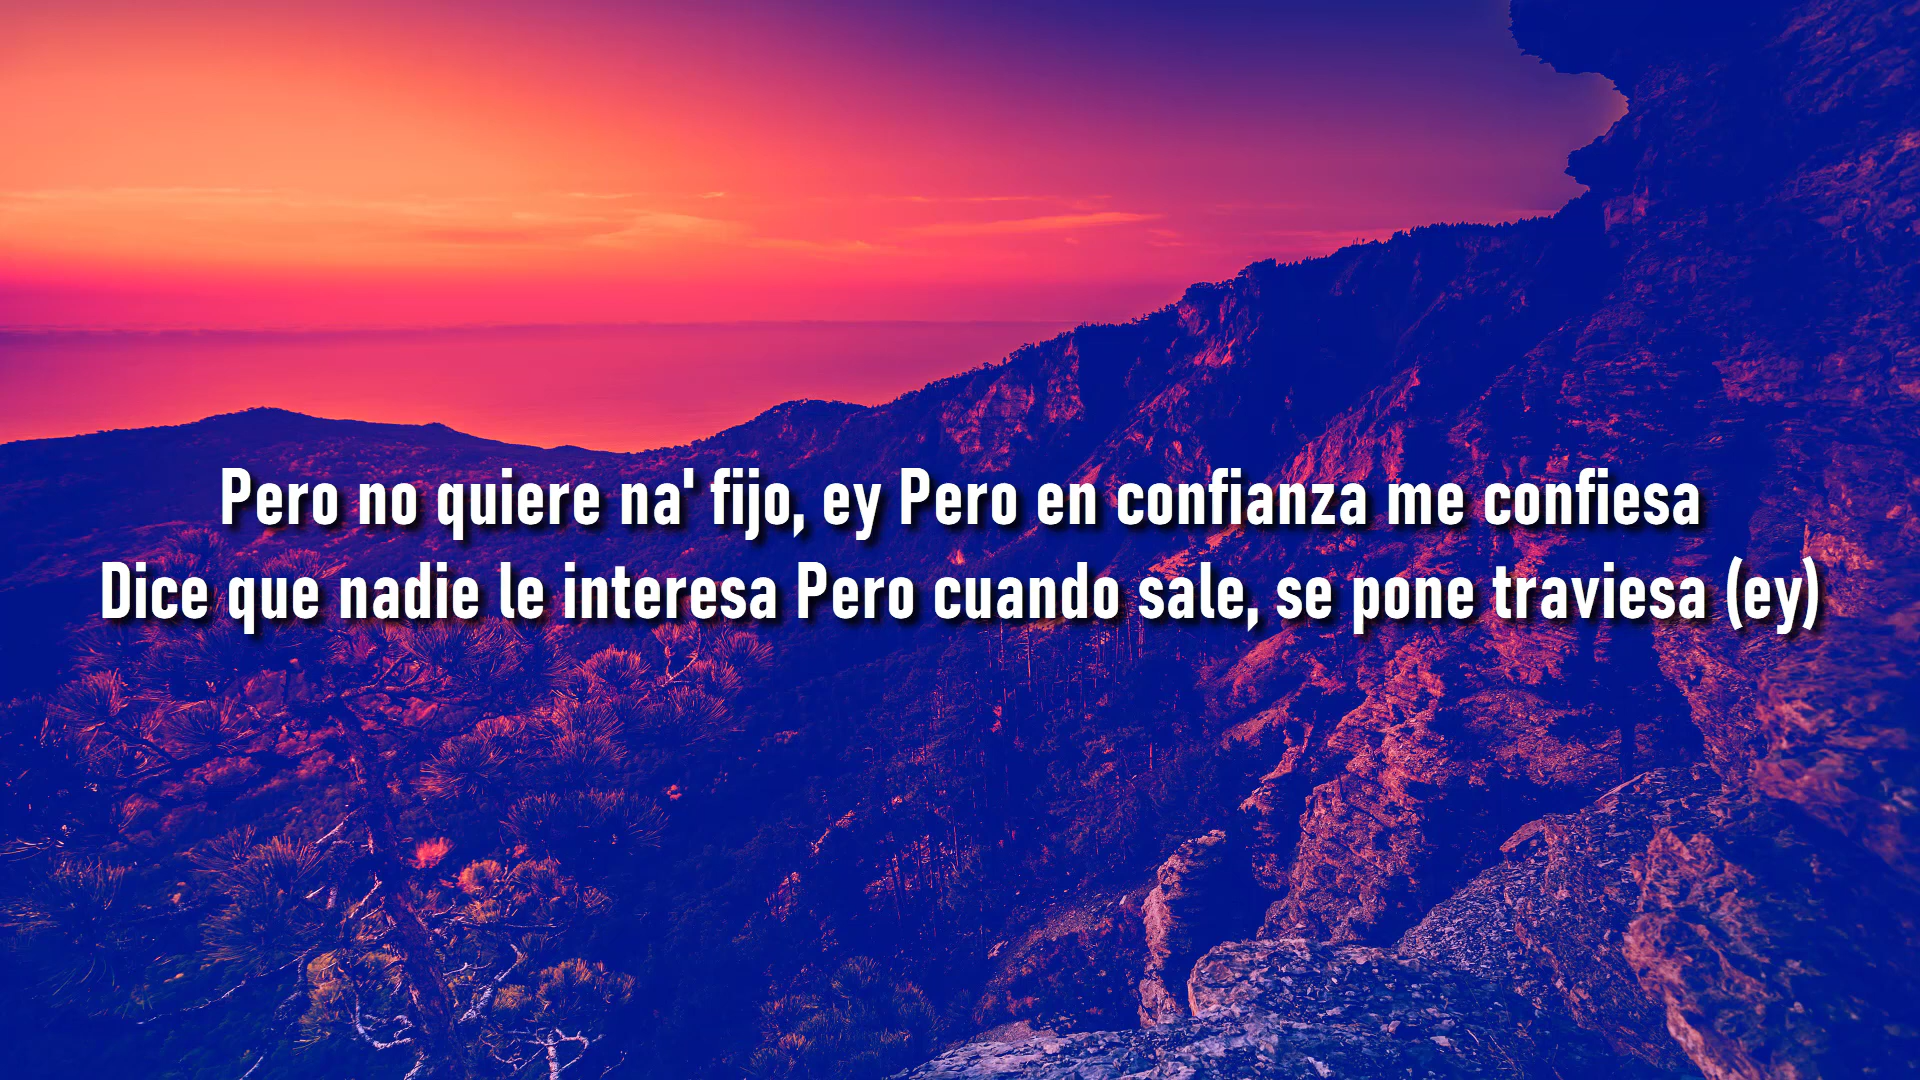 Pero no quiere na' fijo, ey Pero en confianza me confiesa
Dice que nadie le interesa Pero cuando sale, se pone traviesa (ey)